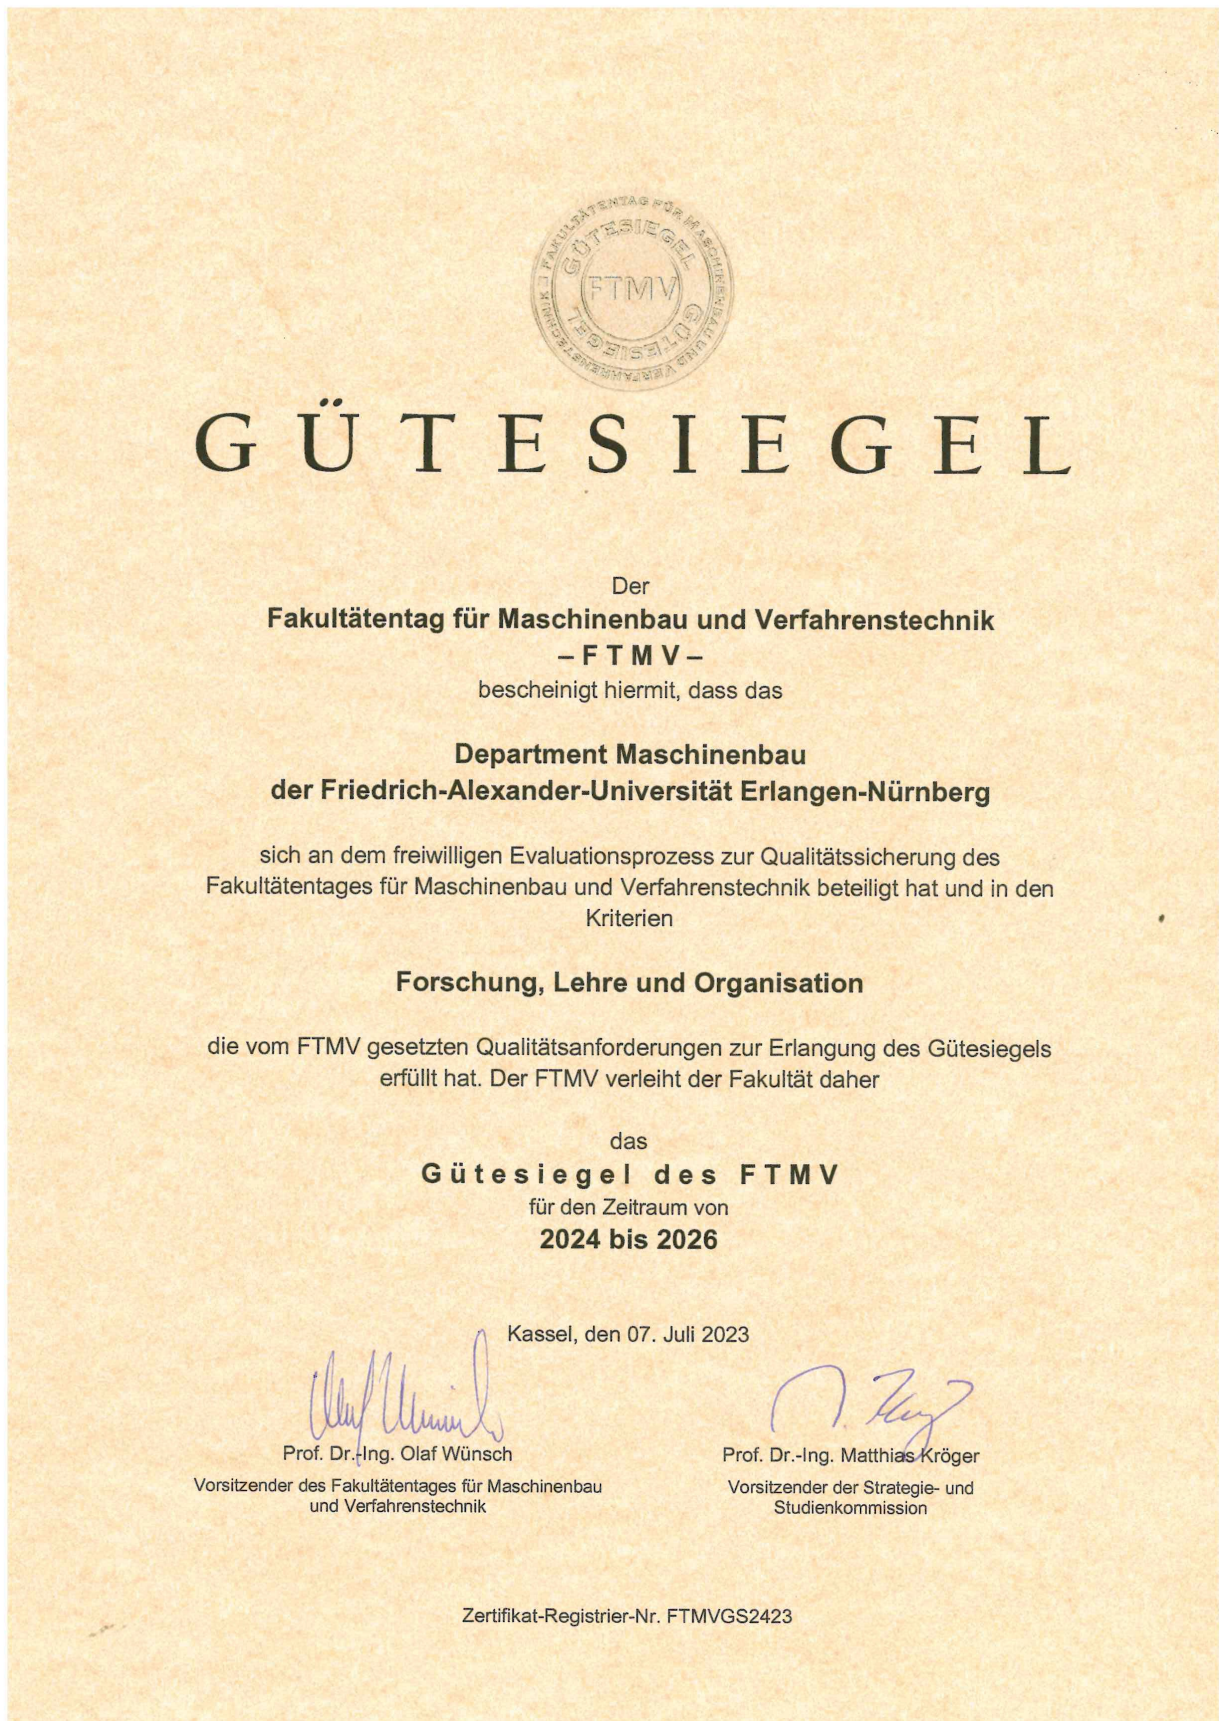 FAKULTÄTENTAG FÜR MASCHINENBAU UND VERFAHRENSTECHNIK
GÜTESIEGEL
GÜTESIEGEL
FTMV
GÜTESIEGEL
Der
Fakultätentag für Maschinenbau und Verfahrenstechnik
– F T M V –
bescheinigt hiermit, dass das
Department Maschinenbau
der Friedrich-Alexander-Universität Erlangen-Nürnberg
sich an dem freiwilligen Evaluationsprozess zur Qualitätssicherung des
Fakultätentages für Maschinenbau und Verfahrenstechnik beteiligt hat und in den
Kriterien
Forschung, Lehre und Organisation
die vom FTMV gesetzten Qualitätsanforderungen zur Erlangung des Gütesiegels
erfüllt hat. Der FTMV verleiht der Fakultät daher
das
Gütesiegel des FTMV
für den Zeitraum von
2024 bis 2026
Kassel, den 07. Juli 2023
Prof. Dr.-Ing. Olaf Wünsch
Vorsitzender des Fakultätentages für Maschinenbau
und Verfahrenstechnik
Prof. Dr.-Ing. Matthias Kröger
Vorsitzender der Strategie- und
Studienkommission
Zertifikat-Registrier-Nr. FTMVGS2423